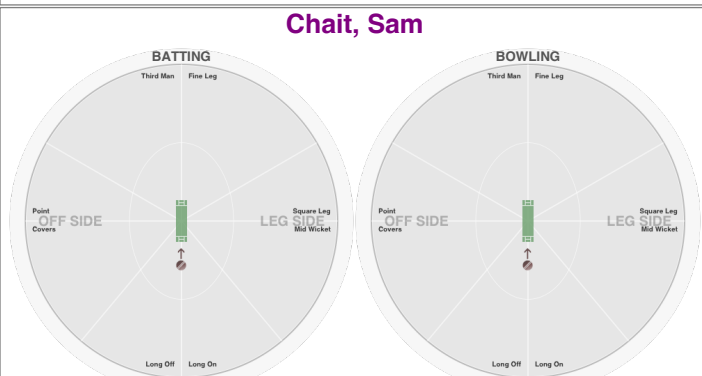 Chait, Sam
BATTING
Third Man Fine Leg
Point
OFF SIDE
Covers
Square Leg
LEG SIDE
Mid Wicket
Long Off Long On
BOWLING
Third Man Fine Leg
Point
OFF SIDE
Covers
Square Leg
LEG SIDE
Mid Wicket
Long Off Long On